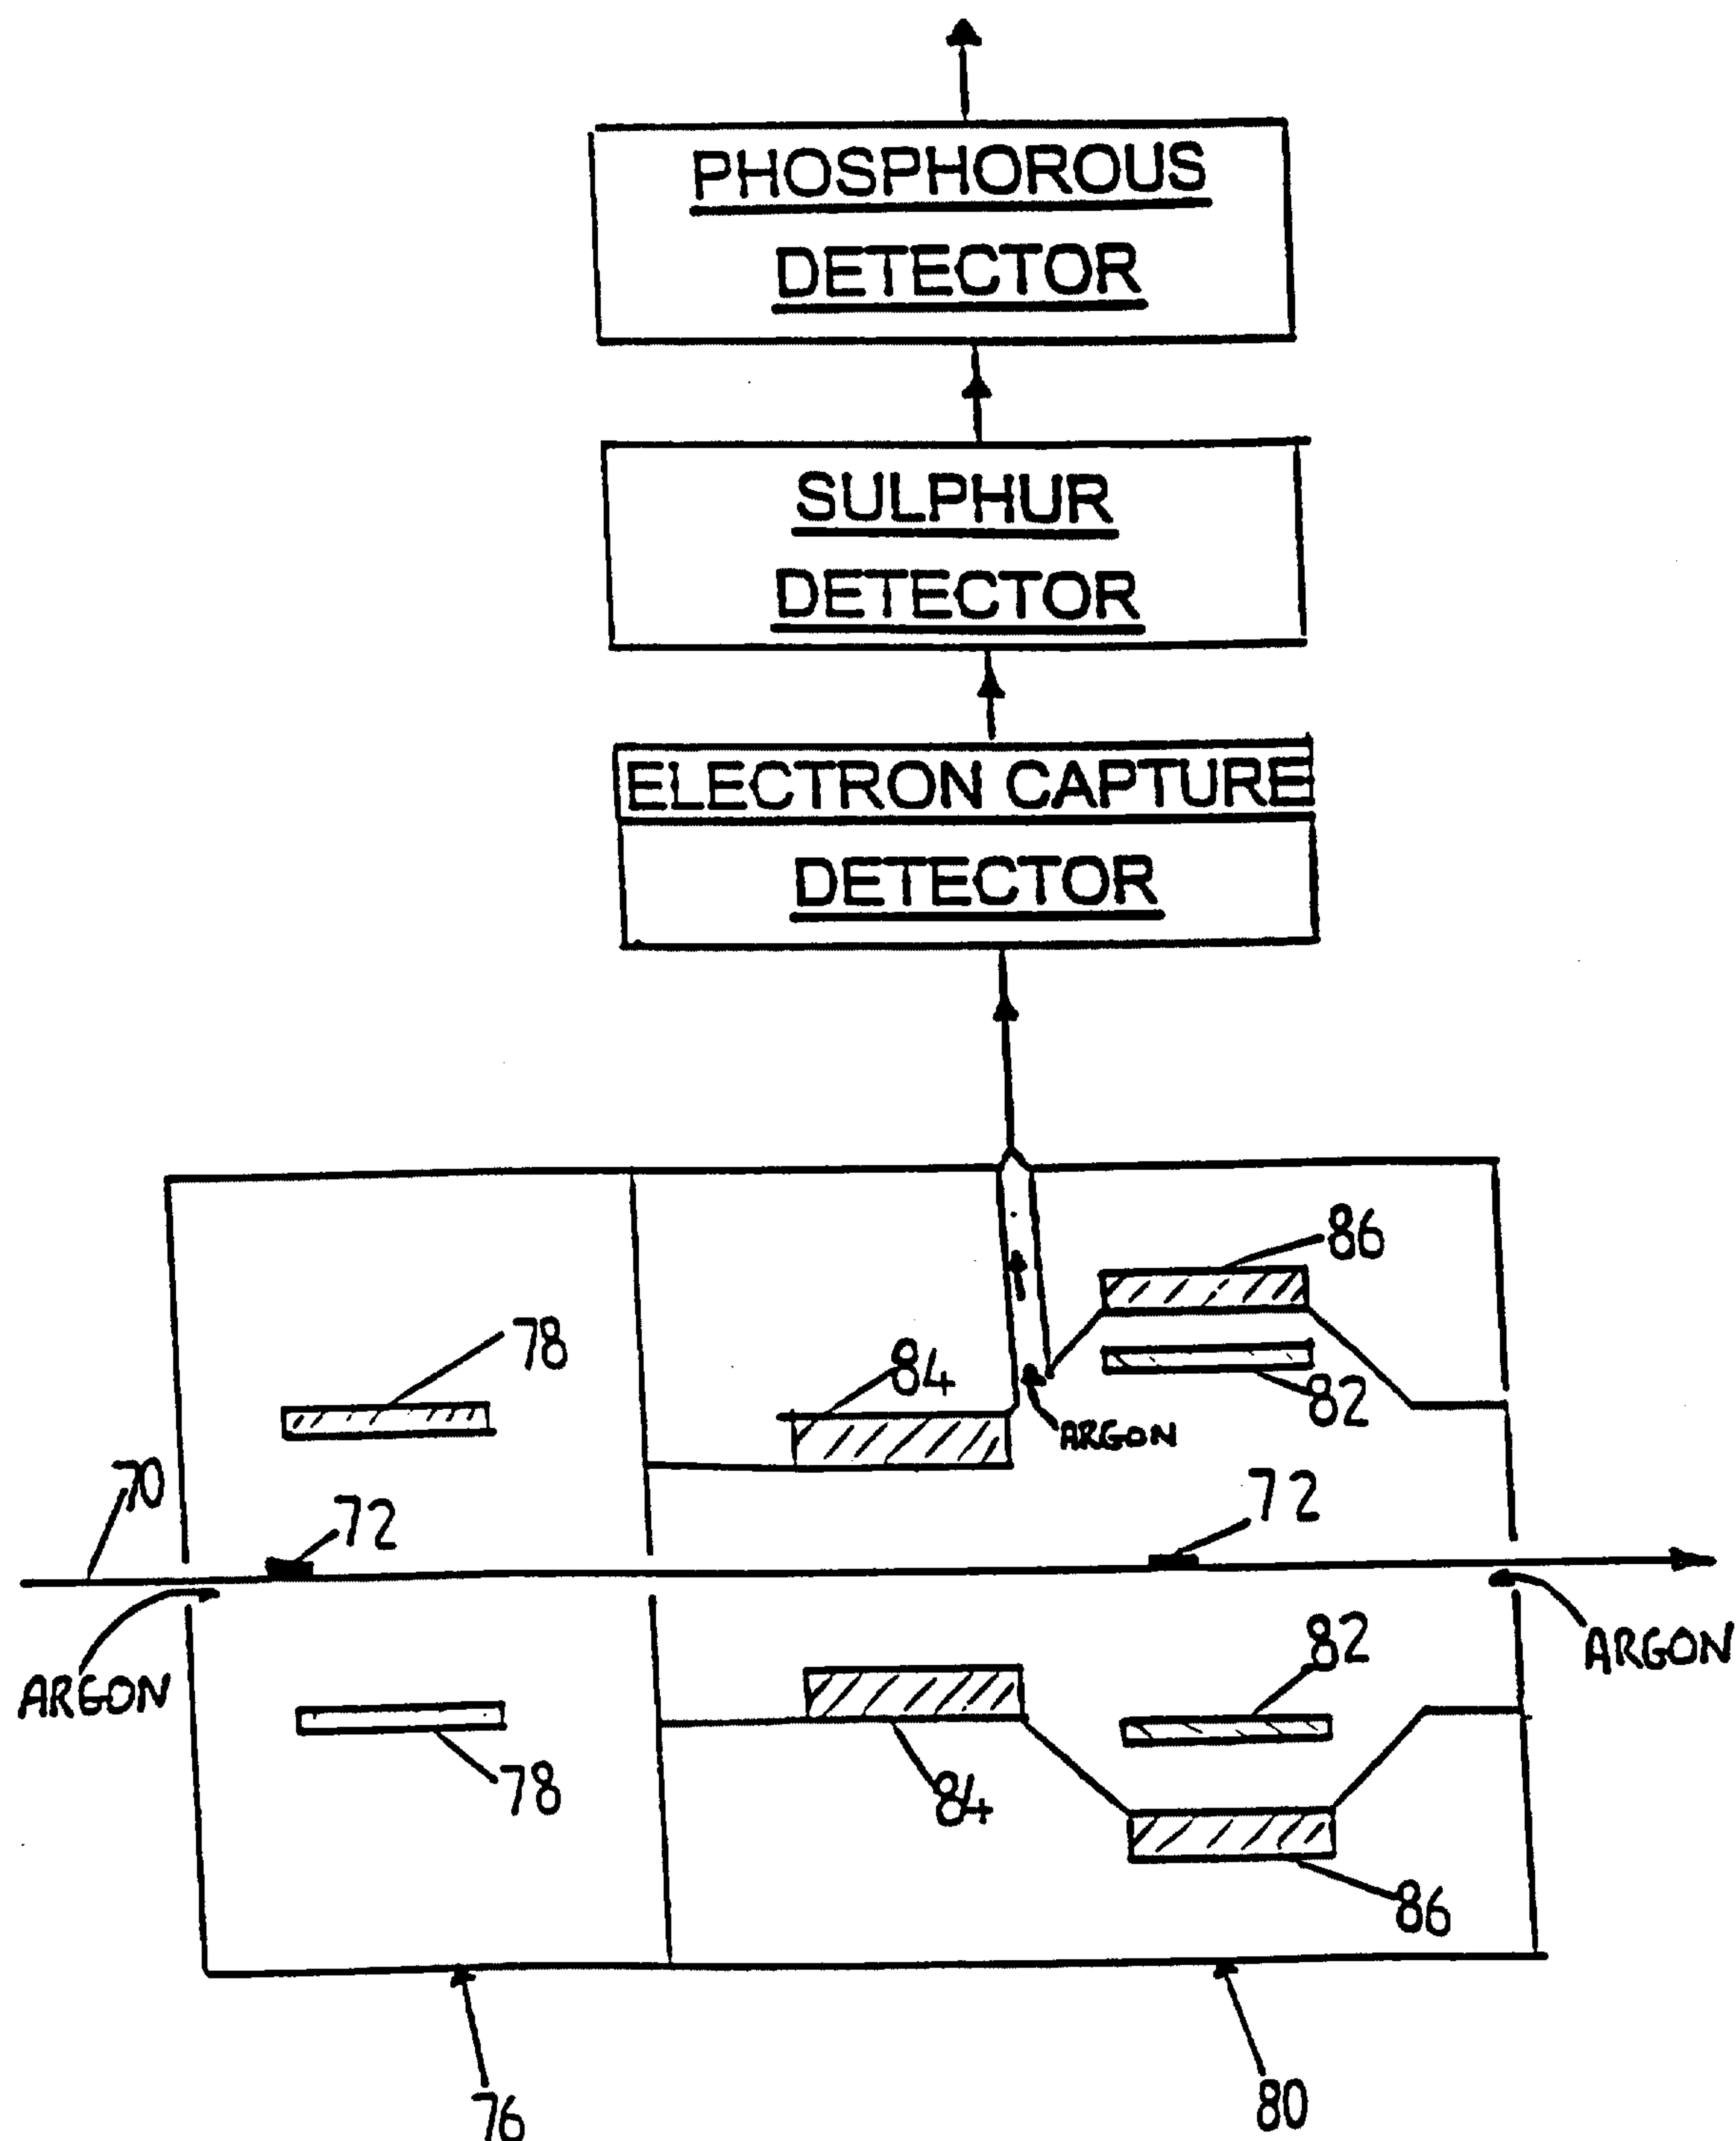 PHOSPHOROUS
DETECTOR
SULPHUR
DETECTOR
ELECTRON CAPTURE
DETECTOR
86
78
84
82
ARGON
70
72
72
ARGON
82
ARGON
78
84
86
76
80